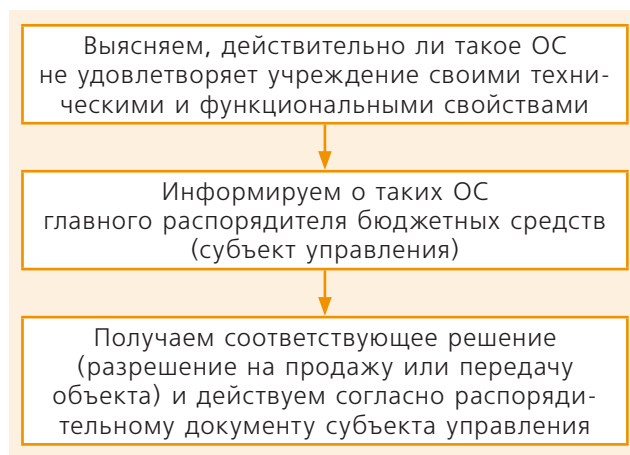 Выясняем, действительно ли такое ОС
не удовлетворяет учреждение своими техни-
ческими и функциональными свойствами
Информируем о таких ОС
главного распорядителя бюджетных средств
(субъект управления)
Получаем соответствующее решение
(разрешение на продажу или передачу
объекта) и действуем согласно распоряди-
тельному документу субъекта управления